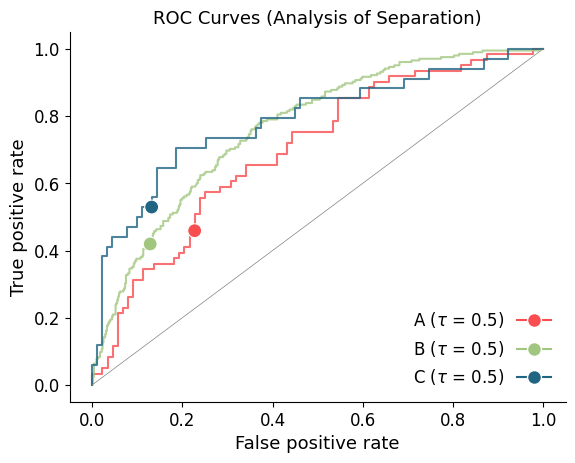 ROC Curves (Analysis of Separation)
True positive rate
1.0
0.8
0.6
0.4
0.2
0.0
A (τ = 0.5)
B (τ = 0.5)
C (τ = 0.5)
0.0 0.2 0.4 0.6 0.8 1.0
False positive rate